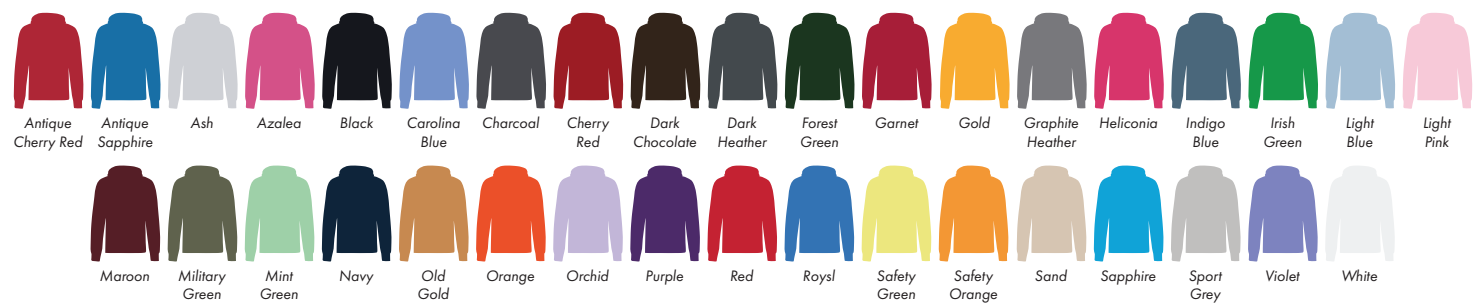 Antique Cherry Red
Antique Sapphire
Ash
Azalea
Black
Carolina Blue
Charcoal
Cherry Red
Dark Chocolate
Dark Heather
Forest Green
Garnet
Gold
Graphite Heather
Heliconia
Indigo Blue
Irish Green
Light Blue
Light Pink
Maroon
Military Green
Mint Green
Navy
Old Gold
Orange
Orchid
Purple
Red
Roysl
Safety Green
Safety Orange
Sand
Sapphire
Sport Grey
Violet
White